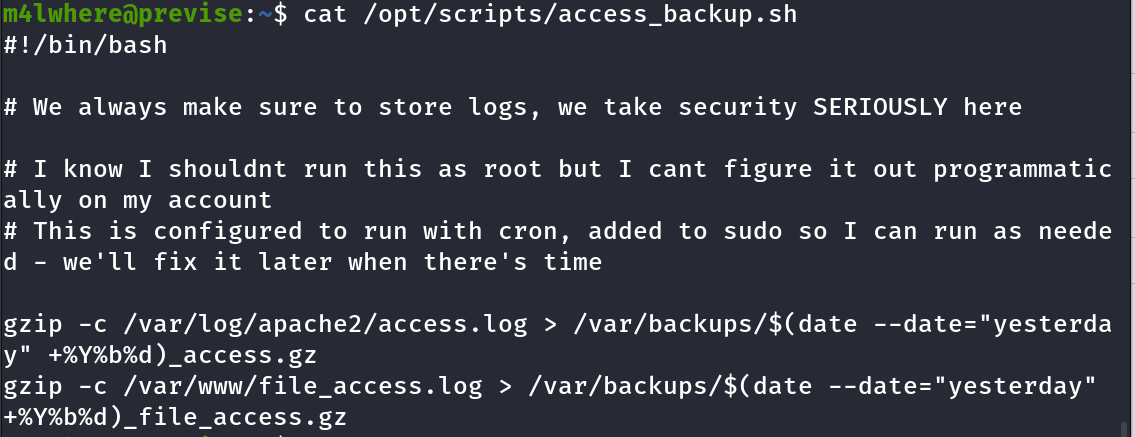 m4lwhere@previse:~$ cat /opt/scripts/access_backup.sh
#!/bin/bash
# We always make sure to store logs, we take security SERIOUSLY here
# I know I shouldnt run this as root but I cant figure it out programmatic
ally on my account
# This is configured to run with cron, added to sudo so I can run as neede
d - we'll fix it later when there's time
gzip -c /var/log/apache2/access.log > /var/backups/$(date --date="yesterda
y" +%Y%b%d)_access.gz
gzip -c /var/www/file_access.log > /var/backups/$(date --date="yesterday"
+%Y%b%d)_file_access.gz